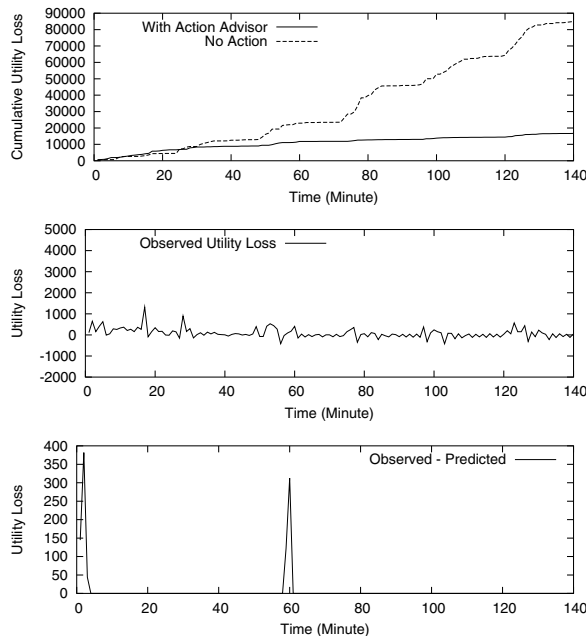 90000
80000
70000
60000
50000
40000
30000
20000
10000
0
Cumulative Utility Loss
With Action Advisor
No Action
0 20 40 60 80 100 120 140
Time (Minute)
5000
4000
3000
2000
1000
0
-1000
-2000
Utility Loss
Observed Utility Loss
0 20 40 60 80 100 120 140
Time (Minute)
400
350
300
250
200
150
100
50
0
Utility Loss
Observed - Predicted
0 20 40 60 80 100 120 140
Time (Minute)